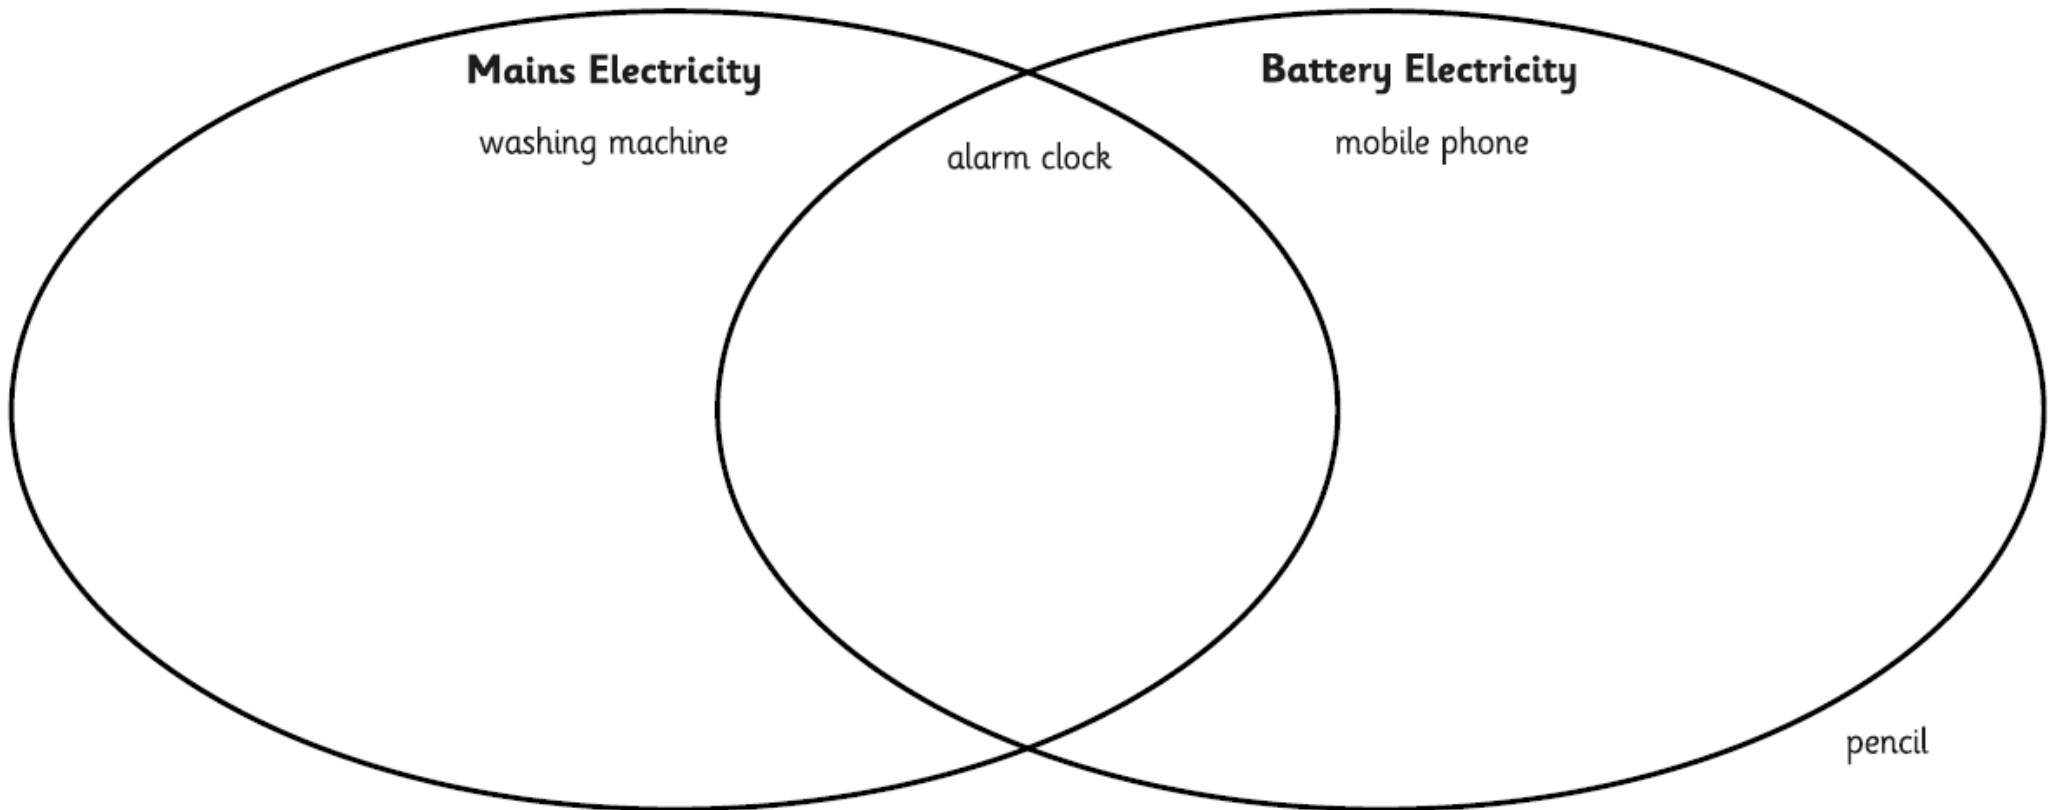 Mains Electricity
Battery Electricity
washing machine
alarm clock
mobile phone
pencil